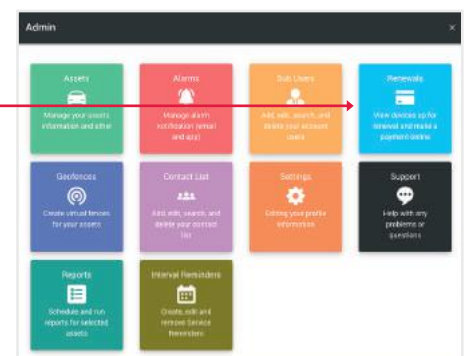 Admin ×
Assets
Manage your assets
information and other
Alarms
Manage alarm
notification (email
and app)
Sub Users
Add, edit, search, and
delete your account
users
Renewals
View devices up for
renewal and make a
payment online
Geofences
Create virtual fences
for your assets
Contact List
Add, edit, search, and
delete your contact
list
Settings
Editing your profile
information
Support
Help with any
problems or
questions
Reports
Schedule and run
reports for selected
assets
Interval Reminders
Create, edit and
remove Service
Reminders